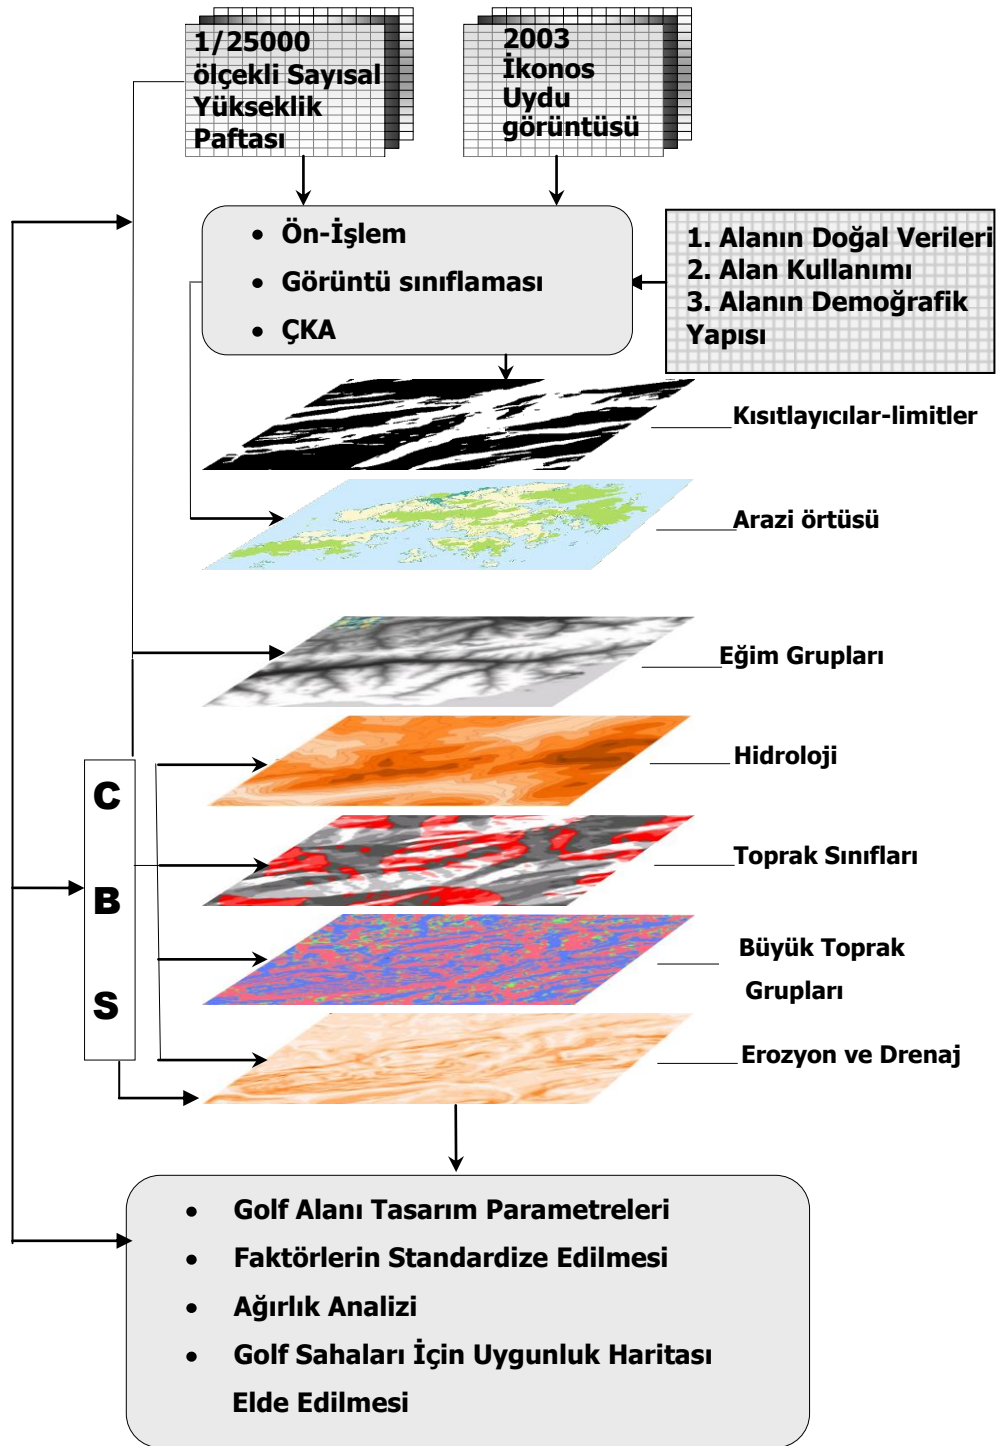 1/25000
ölçekli Sayısal
Yükseklik
Paftası
2003
İkonos
Uydu
görüntüsü
• Ön-İşlem
• Görüntü sınıflaması
• ÇKA
1. Alanın Doğal Verileri
2. Alan Kullanımı
3. Alanın Demoğrafik
Yapısı
Kısıtlayıcılar-limitler
Arazi örtüsü
Eğim Grupları
Hidroloji
Toprak Sınıfları
Büyük Toprak
Grupları
Erozyon ve Drenaj
C
B
S
• Golf Alanı Tasarım Parametreleri
• Faktörlerin Standardize Edilmesi
• Ağırlık Analizi
• Golf Sahaları İçin Uygunluk Haritası
Elde Edilmesi